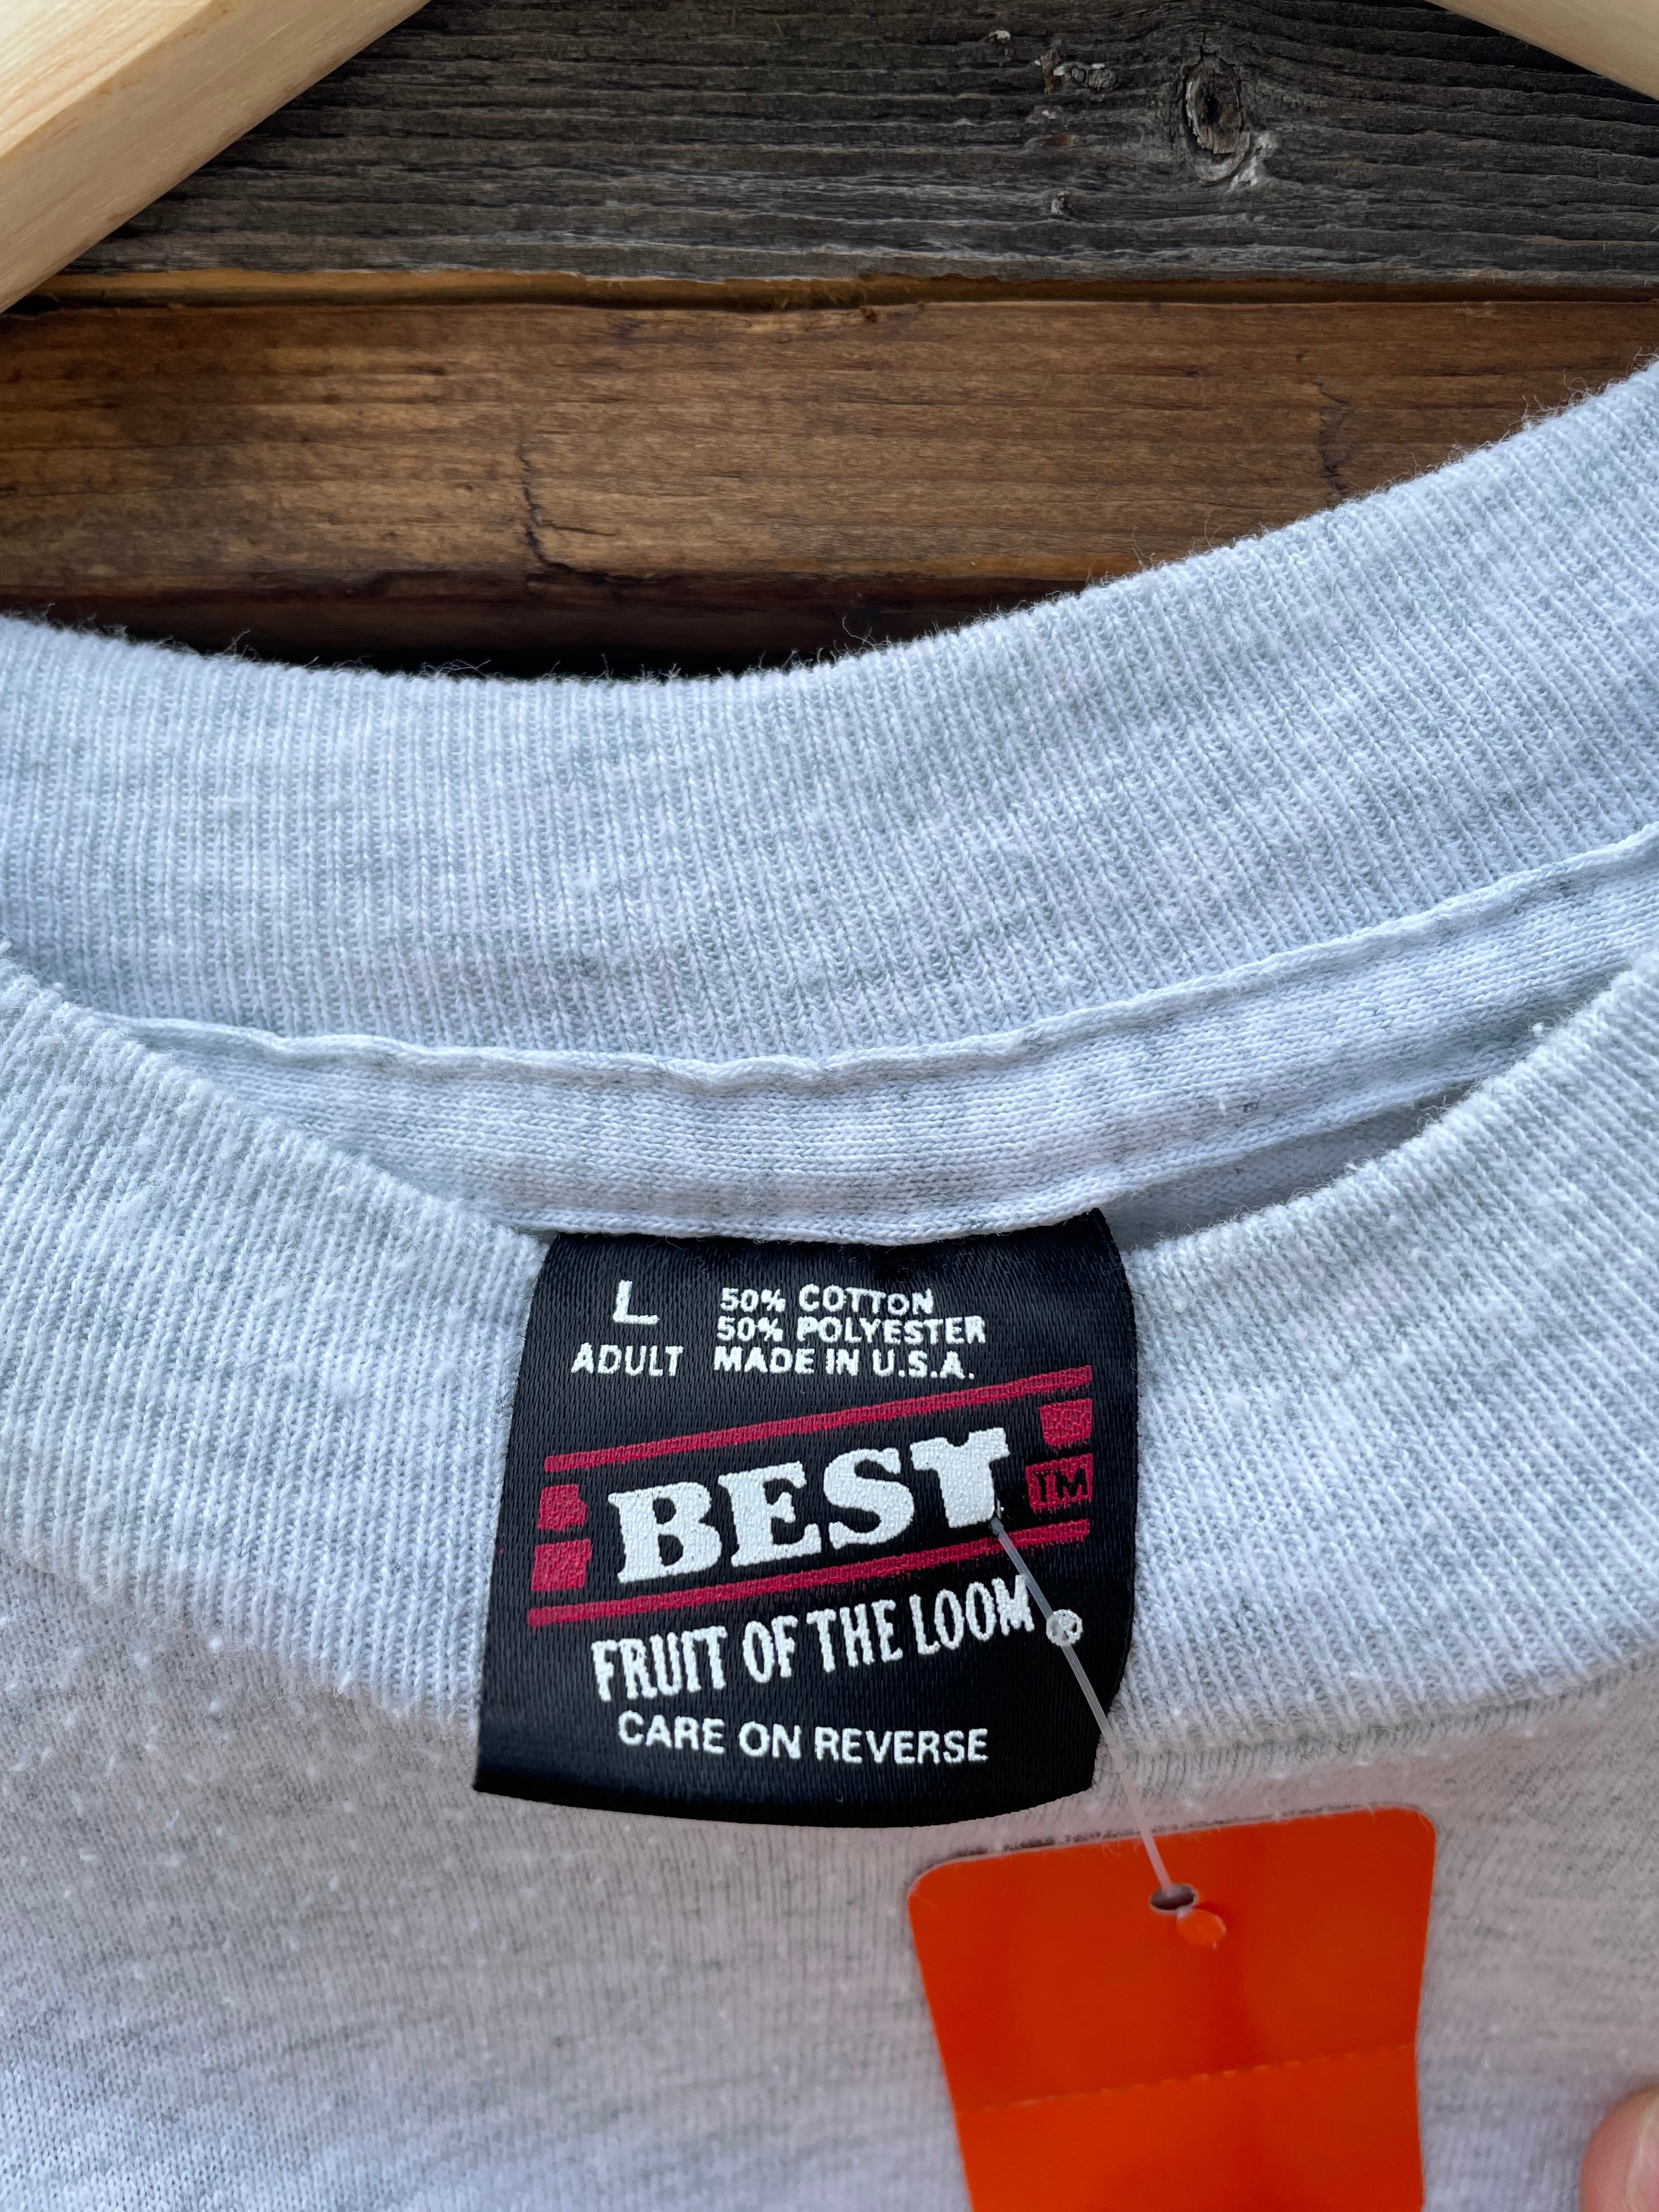 L
ADULT
50% COTTON
50% POLYESTER
MADE IN U.S.A.
BEST
TM
FRUIT OF THE LOOM
CARE ON REVERSE